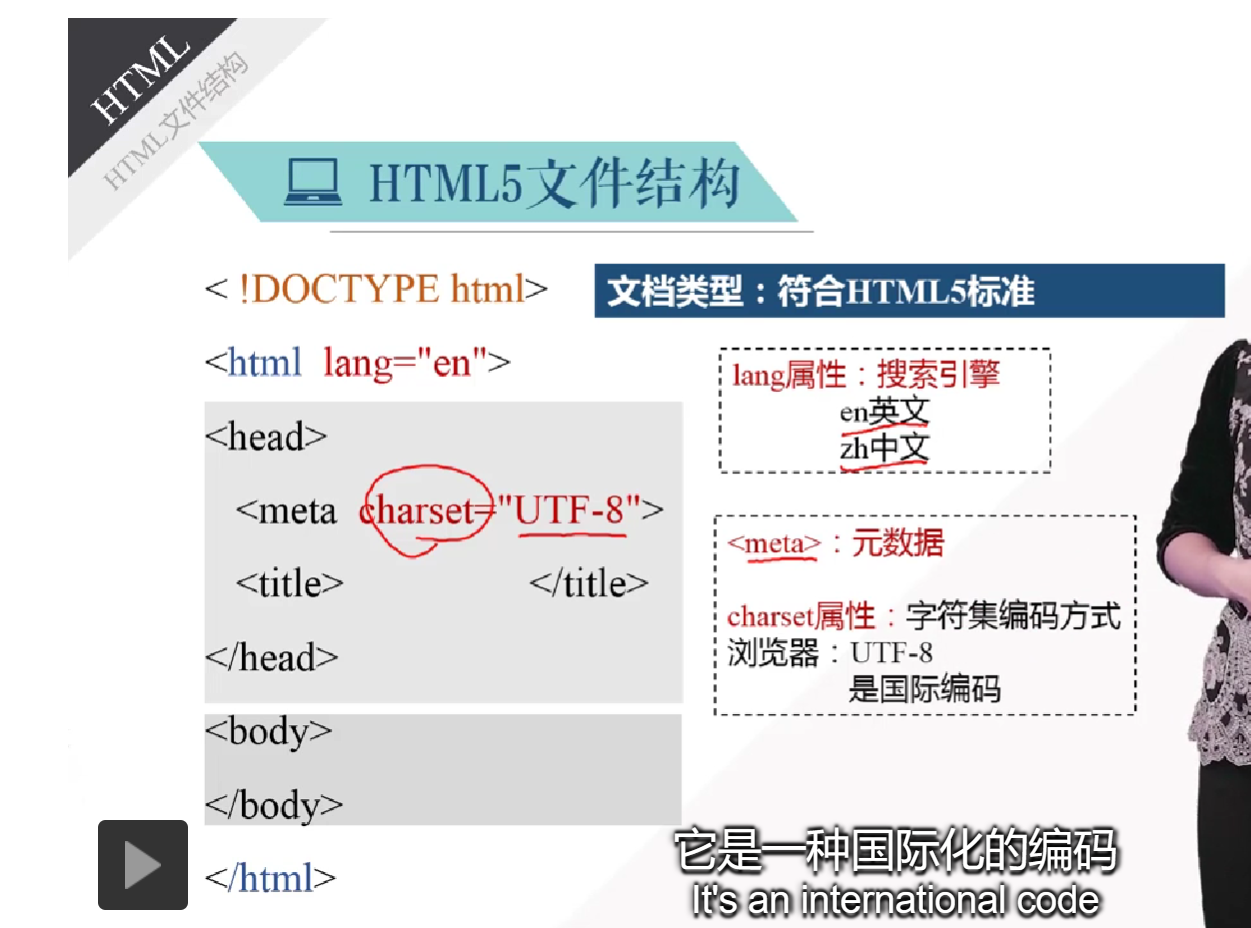 HTML
HTML文件结构
HTML5文件结构
< !DOCTYPE html>
文档类型：符合HTML5标准
<html lang="en">
lang属性：搜索引擎
en英文
zh中文
<head>
<meta charset="UTF-8">
<title> </title>
</head>
<meta>：元数据
charset属性：字符集编码方式
浏览器：UTF-8
是国际编码
<body>
</body>
</html>
它是一种国际化的编码
It's an international code